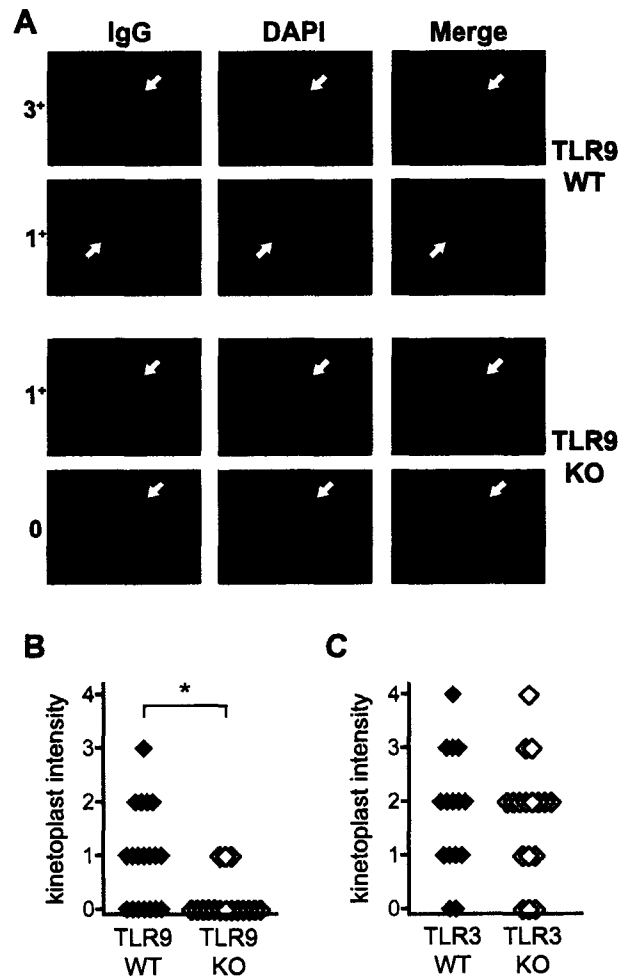 A
IgG DAPI Merge
3+
TLR9
WT
1+
1+
TLR9
KO
0
B
kinetoplast intensity
4
3
2
1
0
*
TLR9
WT
TLR9
KO
C
kinetoplast intensity
4
3
2
1
0
TLR3
WT
TLR3
KO